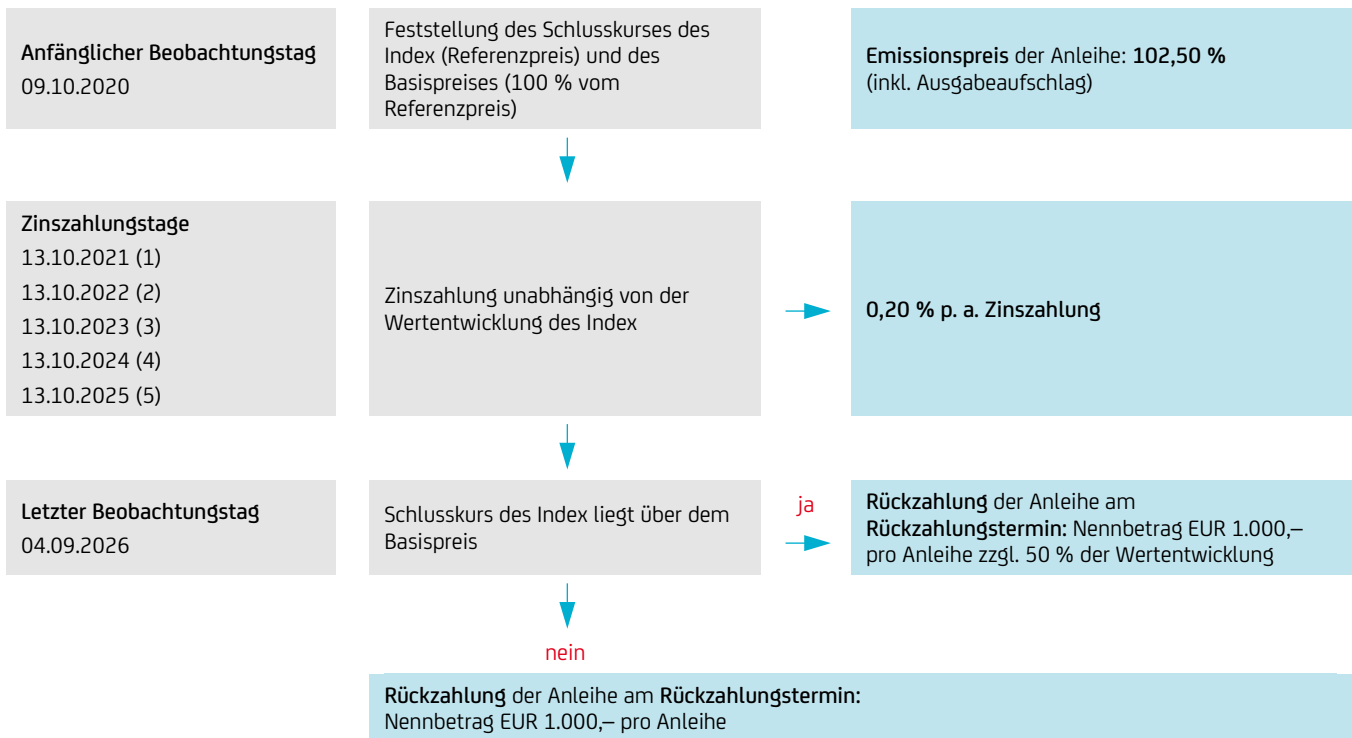 Anfänglicher Beobachtungstag
09.10.2020
Feststellung des Schlusskurses des
Index (Referenzpreis) und des
Basispreises (100 % vom
Referenzpreis)
Emissionspreis der Anleihe: 102,50 %
(inkl. Ausgabeaufschlag)
Zinszahlungstage
13.10.2021 (1)
13.10.2022 (2)
13.10.2023 (3)
13.10.2024 (4)
13.10.2025 (5)
Zinszahlung unabhängig von der
Wertentwicklung des Index
0,20 % p. a. Zinszahlung
Letzter Beobachtungstag
04.09.2026
Schlusskurs des Index liegt über dem
Basispreis
ja
Rückzahlung der Anleihe am
Rückzahlungstermin: Nennbetrag EUR 1.000,–
pro Anleihe zzgl. 50 % der Wertentwicklung
nein
Rückzahlung der Anleihe am Rückzahlungstermin:
Nennbetrag EUR 1.000,– pro Anleihe